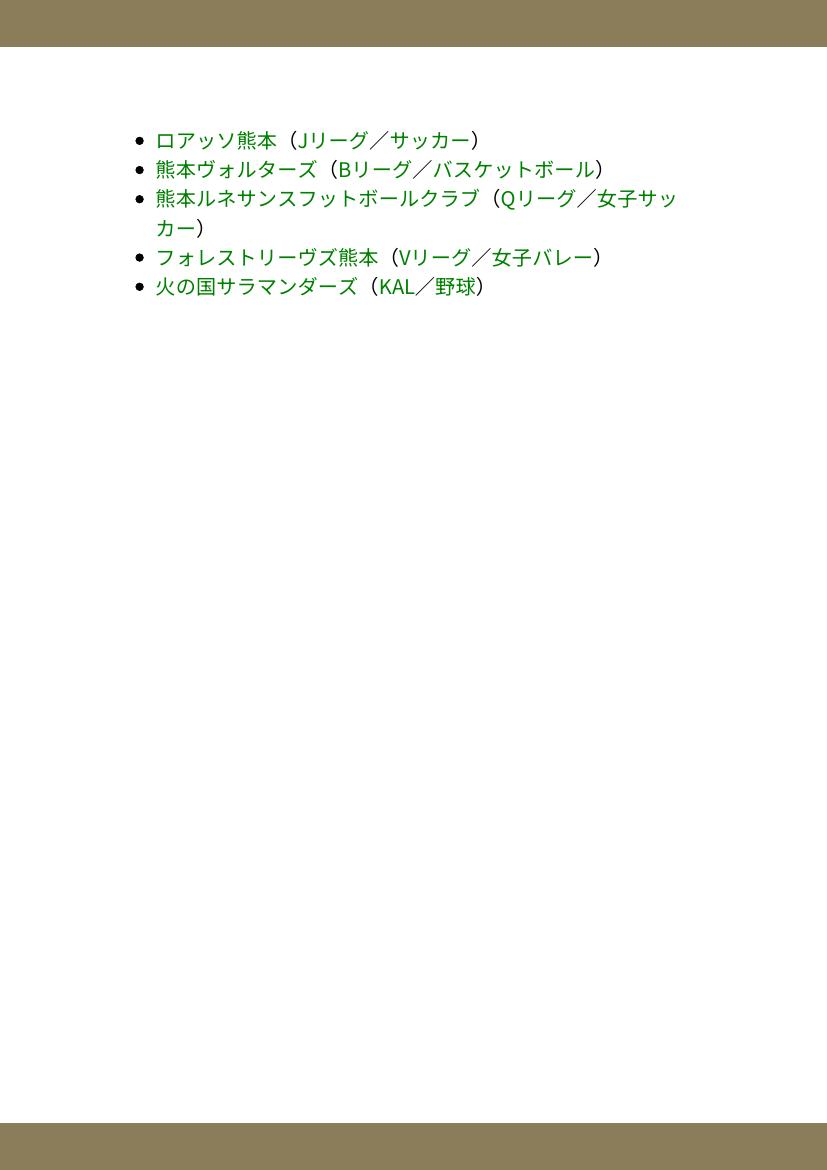 ロアッソ熊本（Jリーグ／サッカー）
熊本ヴォルターズ（Bリーグ／バスケットボール）
熊本ルネサンスフットボールクラブ（Qリーグ／女子サッ
カー）
フォレストリーヴズ熊本（Vリーグ／女子バレー）
火の国サラマンダーズ（KAL／野球）